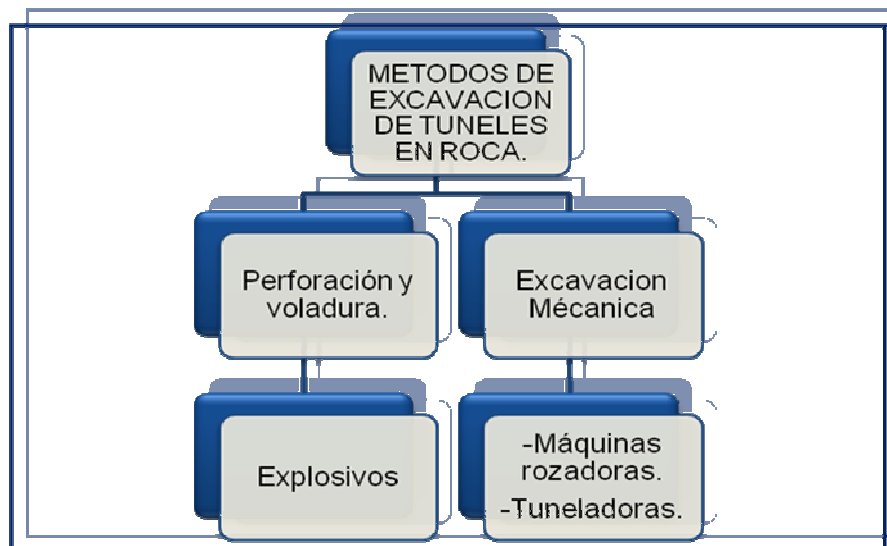 METODOS DE
EXCAVACION
DE TUNELES
EN ROCA.
Perforación y
voladura.
Excavacion
Mécanica
Explosivos
-Máquinas
rozadoras.
-Tuneladoras.